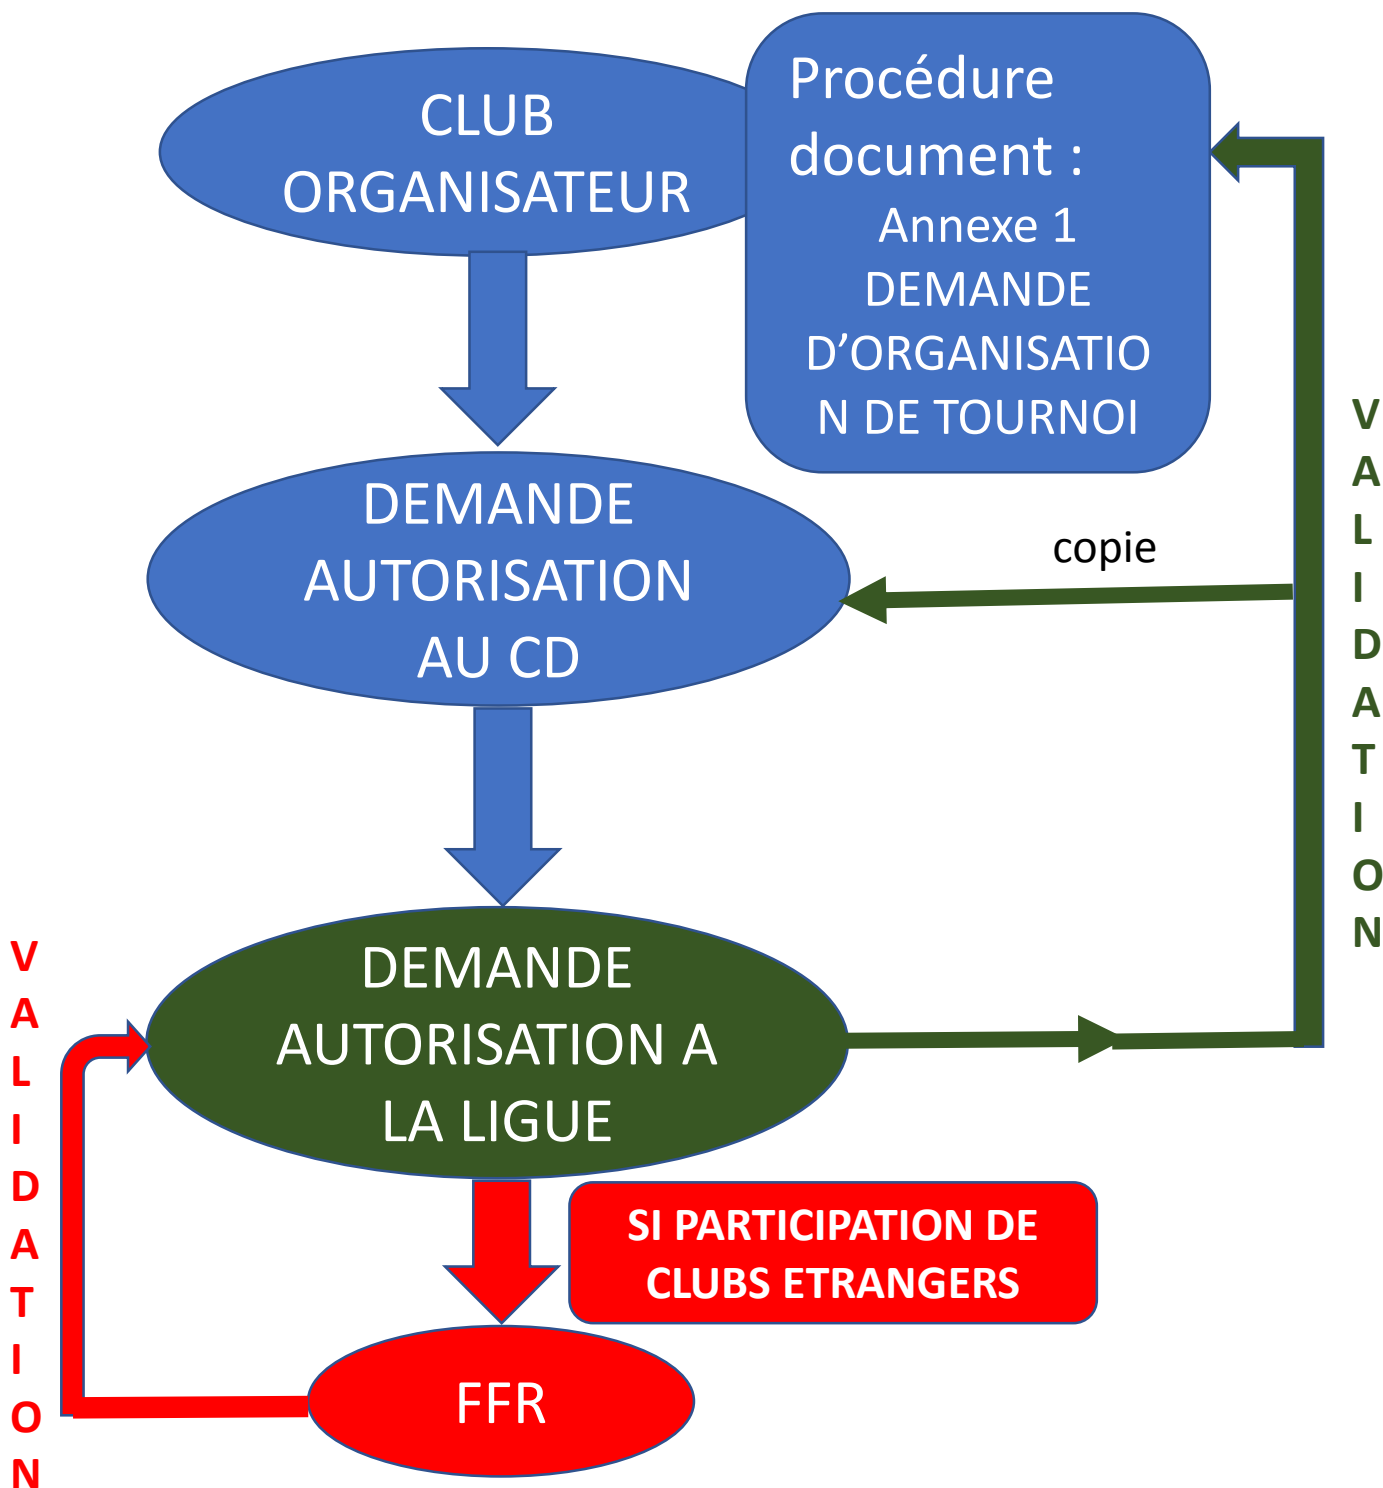 CLUB
ORGANISATEUR
Procédure
document :
Annexe 1
DEMANDE
D’ORGANISATIO
N DE TOURNOI
DEMANDE
AUTORISATION
AU CD
copie
V
A
L
I
D
A
T
I
O
N
DEMANDE
AUTORISATION A
LA LIGUE
SI PARTICIPATION DE
CLUBS ETRANGERS
FFR
V
A
L
I
D
A
T
I
O
N